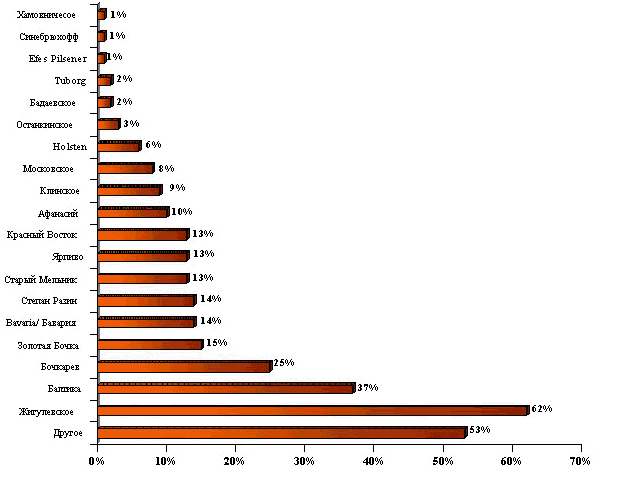 Хамовничесое 1%
Синебрюхофф 1%
Efes Pilsener 1%
Tuborg 2%
Бадаевское 2%
Останкинское 3%
Holsten 6%
Московское 8%
Клинское 9%
Афанасий 10%
Красный Восток 13%
Ярпиво 13%
Старый Мельник 13%
Степан Разин 14%
Bavaria/ Бавария 14%
Золотая Бочка 15%
Бочкарев 25%
Балтика 37%
Жигулевское 62%
Другое 53%
0% 10% 20% 30% 40% 50% 60% 70%